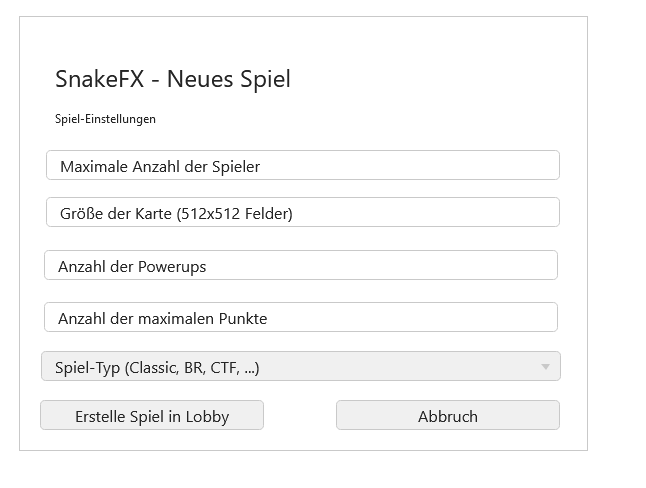 SnakeFX - Neues Spiel
Spiel-Einstellungen
Maximale Anzahl der Spieler
Größe der Karte (512x512 Felder)
Anzahl der Powerups
Anzahl der maximalen Punkte
Spiel-Typ (Classic, BR, CTF, ...)
Erstelle Spiel in Lobby
Abbruch